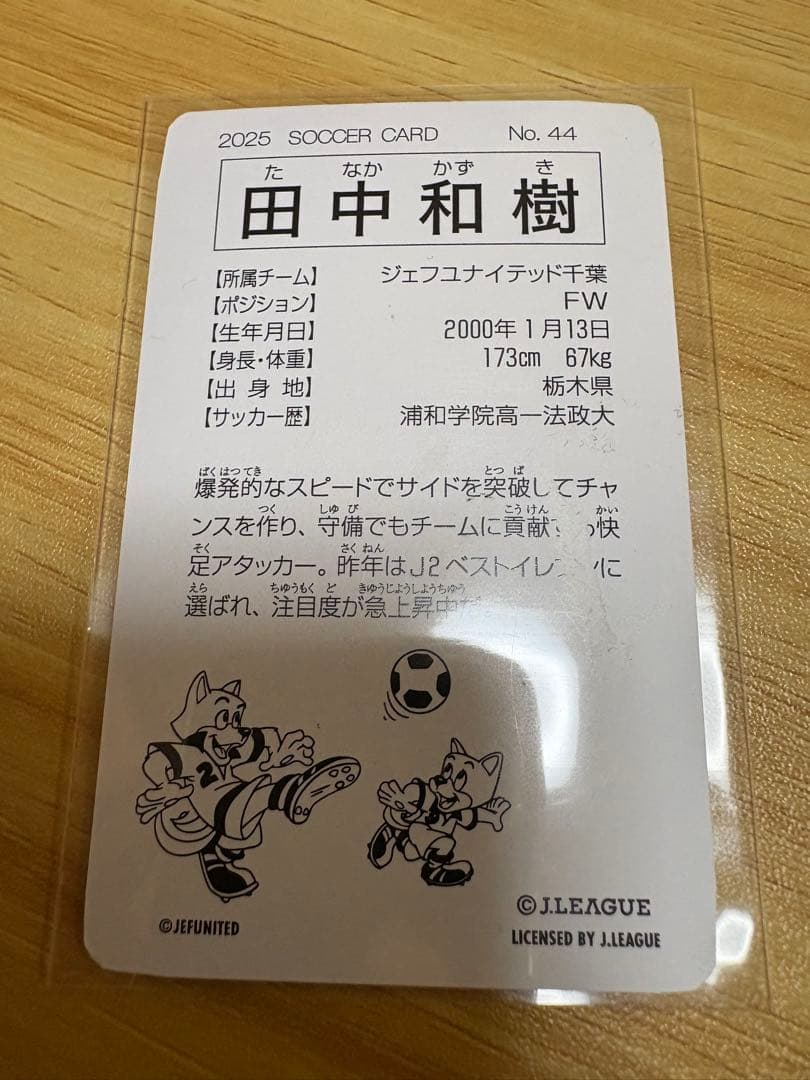 2025 SOCCER CARD No. 44
た なか かず き
田中和樹
【所属チーム】 ジェフユナイテッド千葉
【ポジション】 FW
【生年月日】 2000年1月13日
【身長・体重】 173cm 67kg
【出身地】 栃木県
【サッカー歴】 浦和学院高ー法政大
ばくはつてき とっぱ
爆発的なスピードでサイドを突破してチャ
つく しゅび こうけん かい
ンスを作り、守備でもチームに貢献 快
そく さくねん
足アタッカー。昨年はJ2ベストイレ に
えら ちゅうもくど きゅうじょうしょうちゅう
選ばれ、注目度が急上昇中
2
©JEFUNITED
©J.LEAGUE
LICENSED BY J.LEAGUE